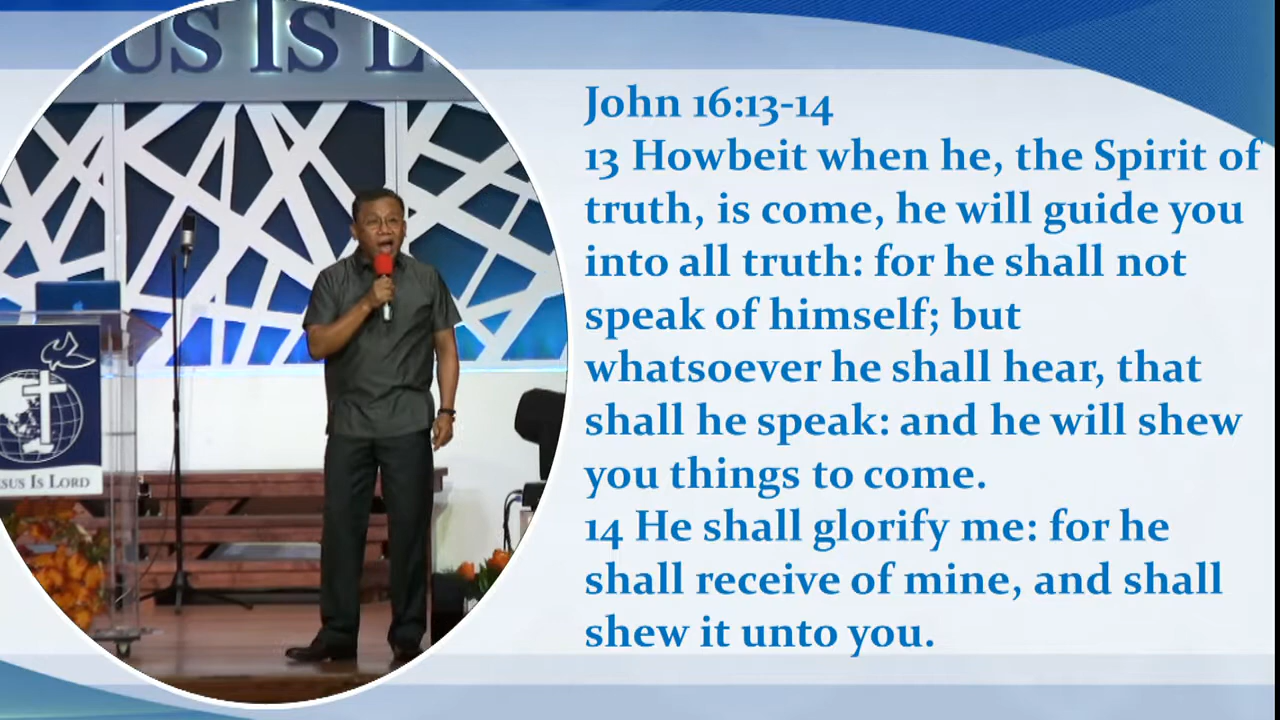 US IS L
ESUS IS LORD
John 16:13-14
13 Howbeit when he, the Spirit of
truth, is come, he will guide you
into all truth: for he shall not
speak of himself; but
whatsoever he shall hear, that
shall he speak: and he will shew
you things to come.
14 He shall glorify me: for he
shall receive of mine, and shall
shew it unto you.